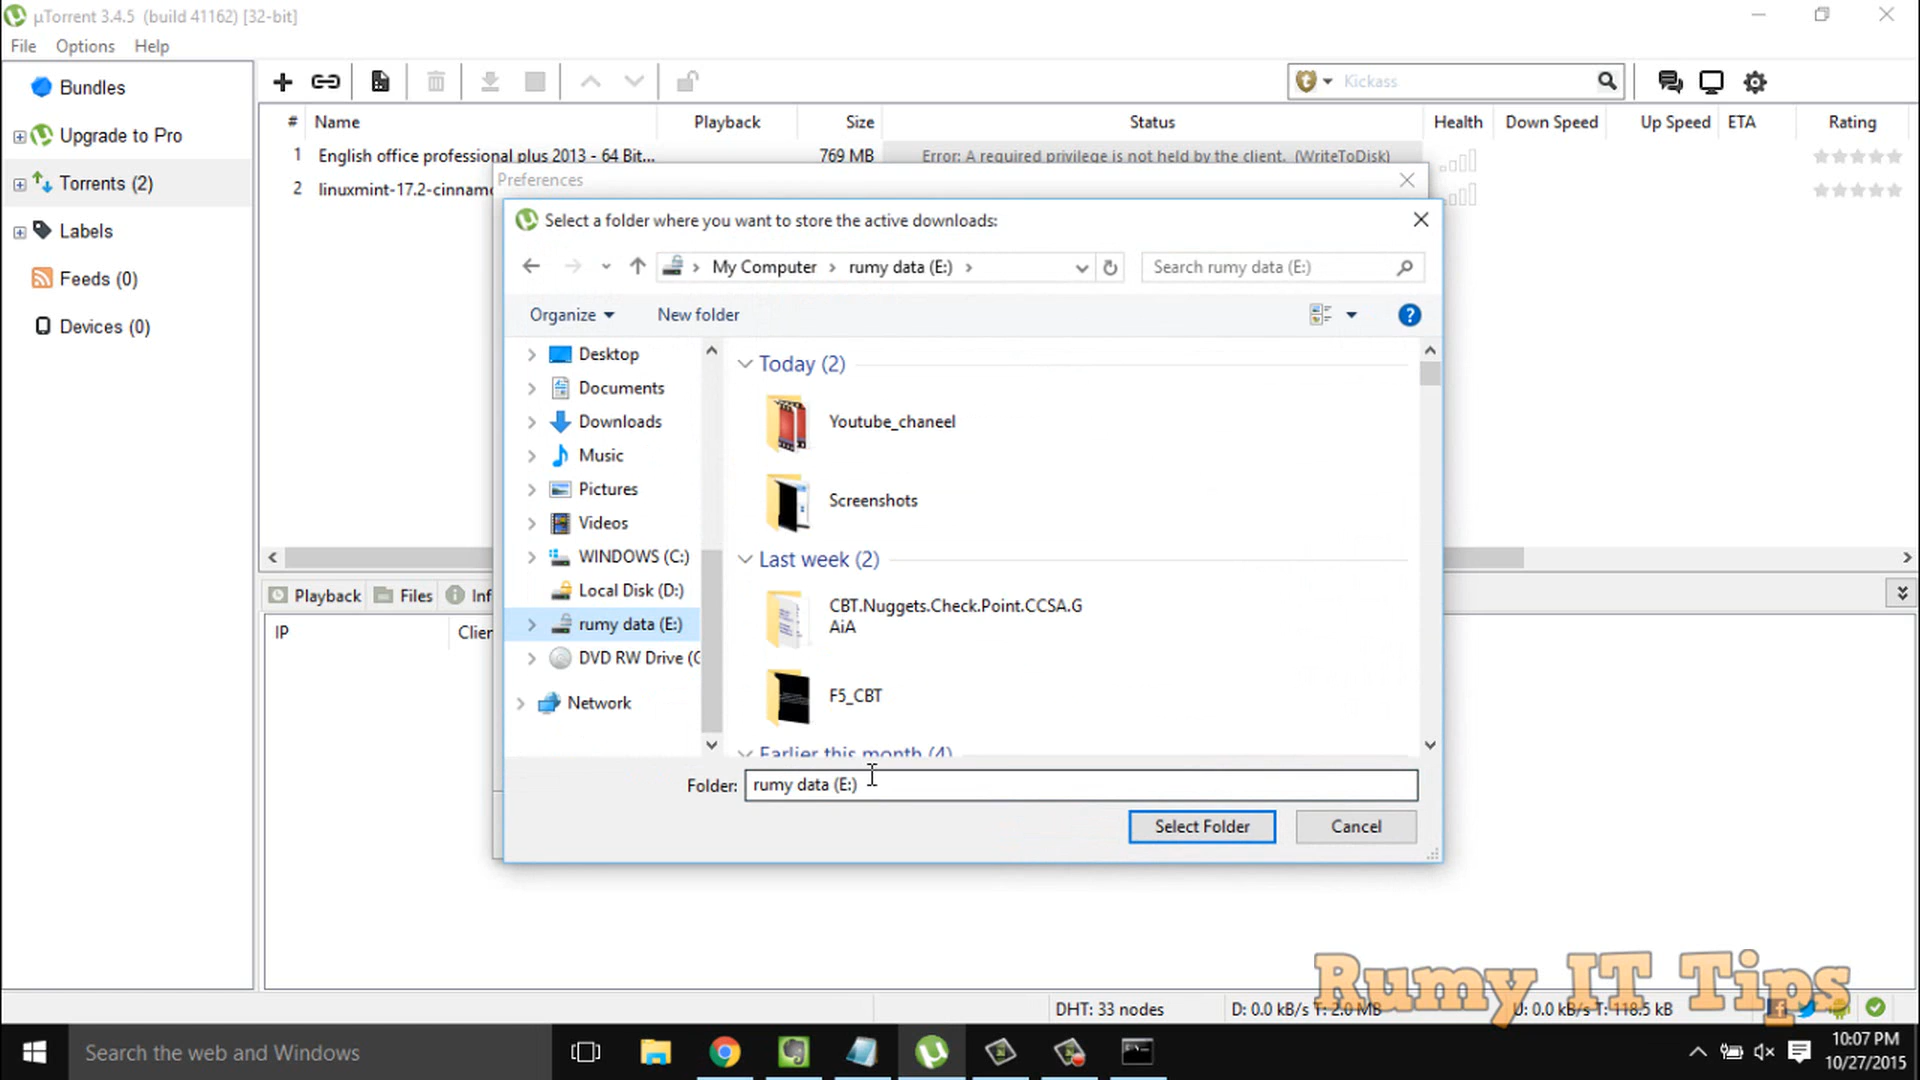 µTorrent 3.4.5 (build 41162) [32-bit]
File Options Help
Bundles
Upgrade to Pro
Torrents (2)
Labels
Feeds (0)
Devices (0)
Kickass
# Name Playback Size Status Health Down Speed Up Speed ETA Rating
1 English office professional plus 2013 - 64 Bit... 769 MB Error: A required privilege is not held by the client. (WriteToDisk)
2 linuxmint-17.2-cinnamo
Preferences
Select a folder where you want to store the active downloads:
My Computer > rumy data (E:) >
Search rumy data (E:)
Organize New folder
Desktop
Documents
Downloads
Music
Pictures
Videos
WINDOWS (C:)
Local Disk (D:)
rumy data (E:)
DVD RW Drive (
Network
Today (2)
Youtube_chaneel
Screenshots
Last week (2)
CBT.Nuggets.Check.Point.CCSA.G
AiA
F5_CBT
Earlier this month (4)
Folder: rumy data (E:)
Select Folder Cancel
Playback Files Inf
IP Clien
Rumy IT Tips
DHT: 33 nodes D: 0.0 kB/s T: 2.0 MB U: 0.0 kB/s T: 118.5 kB
Search the web and Windows
10:07 PM
10/27/2015